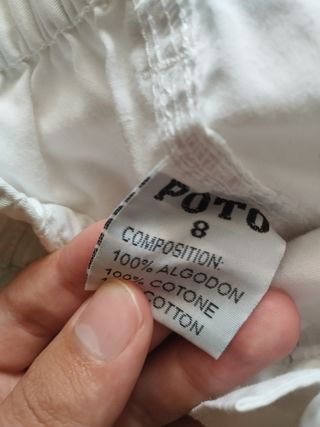 POTO
8
COMPOSITION:
100% ALGODON
100% COTONE
COTTON